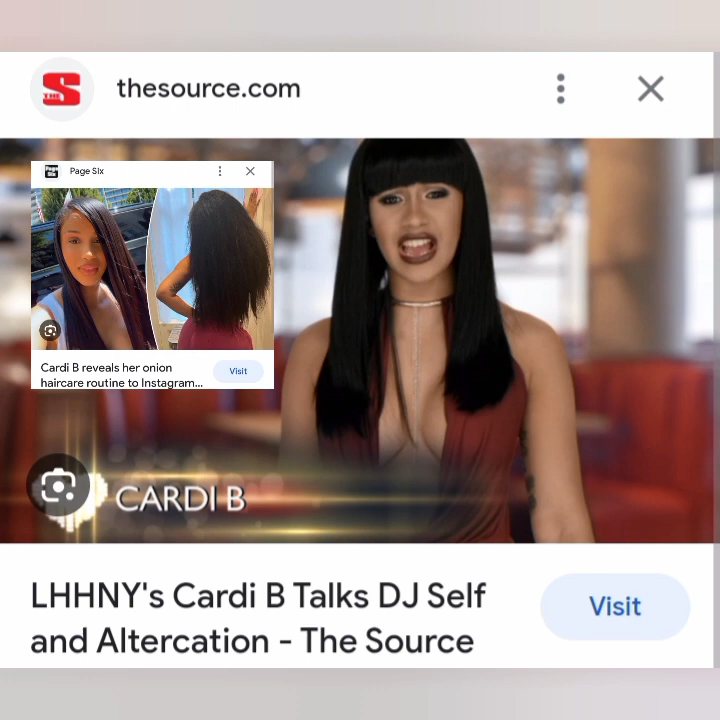 THE S
thesource.com
Page Six
Cardi B reveals her onion
haircare routine to Instagram...
Visit
CARDI B
LHHNY's Cardi B Talks DJ Self
and Altercation - The Source
Visit